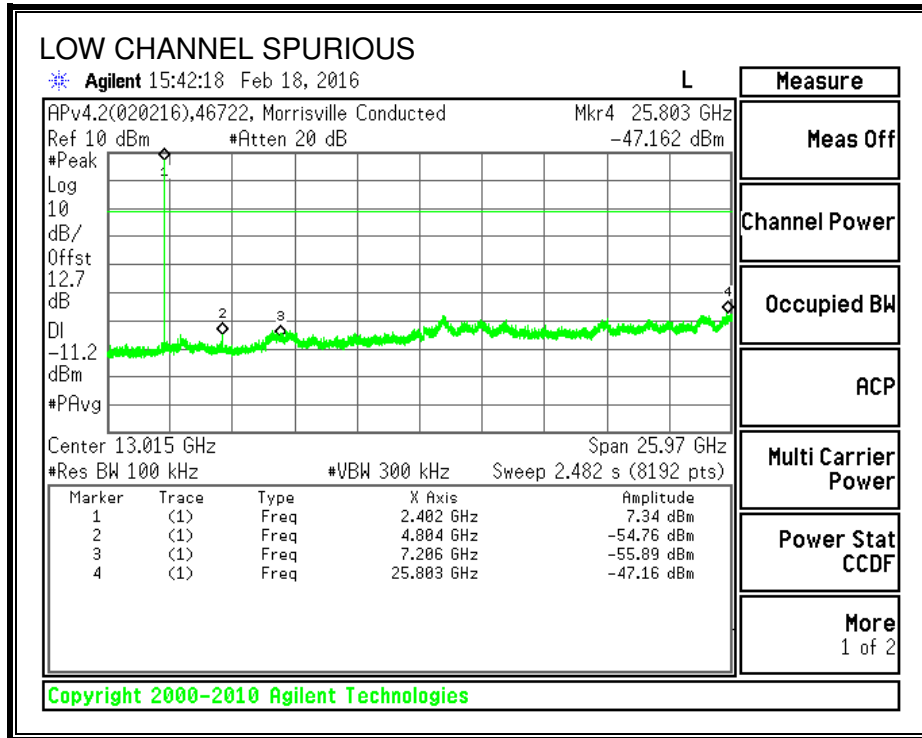 LOW CHANNEL SPURIOUS
Agilent 15:42:18 Feb 18, 2016 L
APv4.2(020216),46722, Morrisville Conducted Mkr4 25.803 GHz
Ref 10 dBm #Atten 20 dB -47.162 dBm
#Peak
Log
10
dB/
Offst
12.7
dB
DI
-11.2
dBm
#PAvg
1
2
3
4
Center 13.015 GHz Span 25.97 GHz
#Res BW 100 kHz #VBW 300 kHz Sweep 2.482 s (8192 pts)
Marker Trace Type X Axis Amplitude
1 (1) Freq 2.402 GHz 7.34 dBm
2 (1) Freq 4.804 GHz -54.76 dBm
3 (1) Freq 7.206 GHz -55.89 dBm
4 (1) Freq 25.803 GHz -47.16 dBm
Measure
Meas Off
Channel Power
Occupied BW
ACP
Multi Carrier
Power
Power Stat
CCDF
More
1 of 2
Copyright 2000-2010 Agilent Technologies